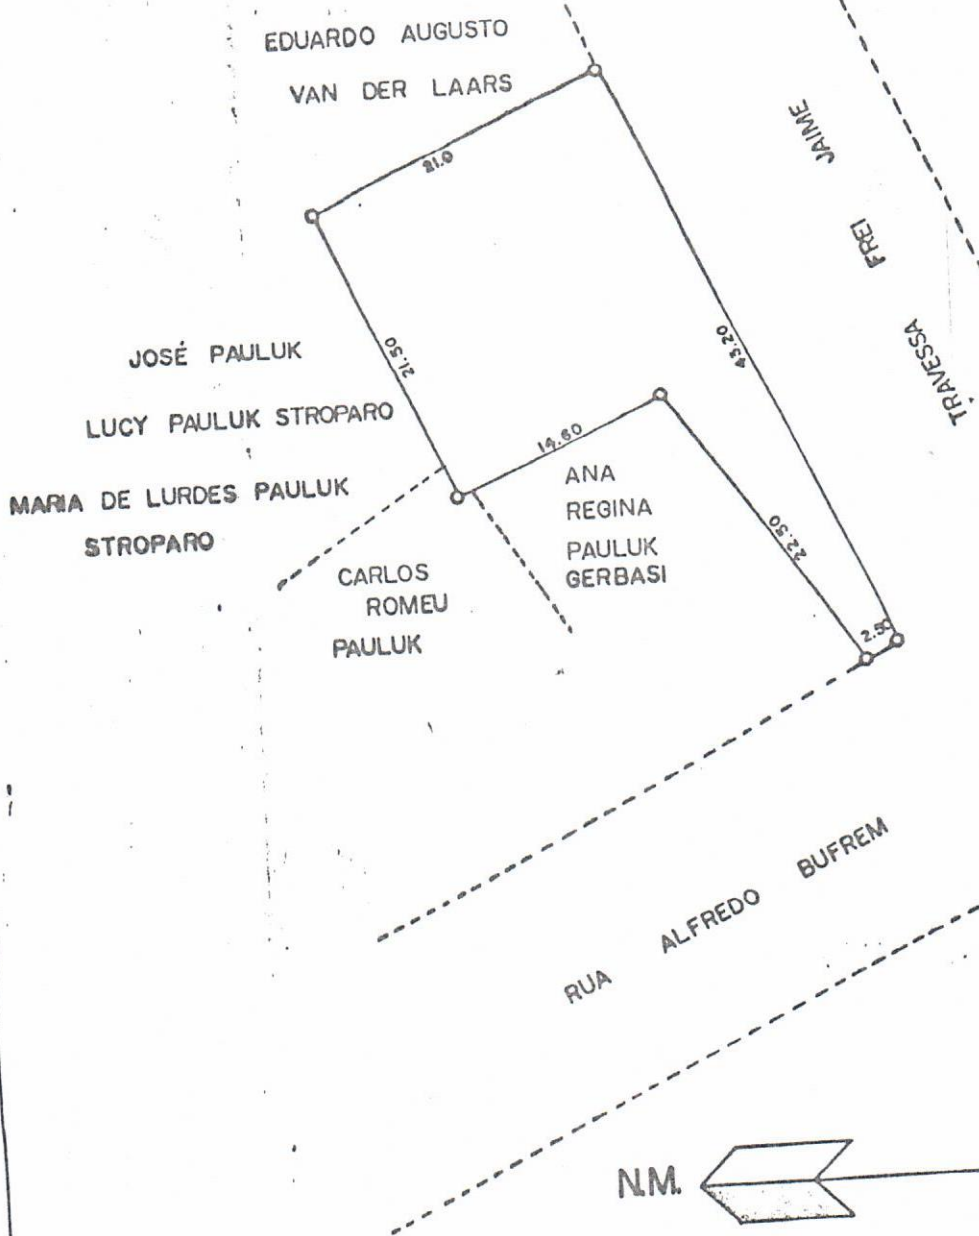 EDUARDO AUGUSTO
VAN DER LAARS
21.0
JAIME
FREI
TRAVESSA
43.20
21.50
JOSÉ PAULUK
LUCY PAULUK STROPARO
MARIA DE LURDES PAULUK
STROPARO
14.60
ANA
REGINA
PAULUK
GERBASI
22.50
2.50
CARLOS
ROMEU
PAULUK
RUA ALFREDO BUFREM
N.M.